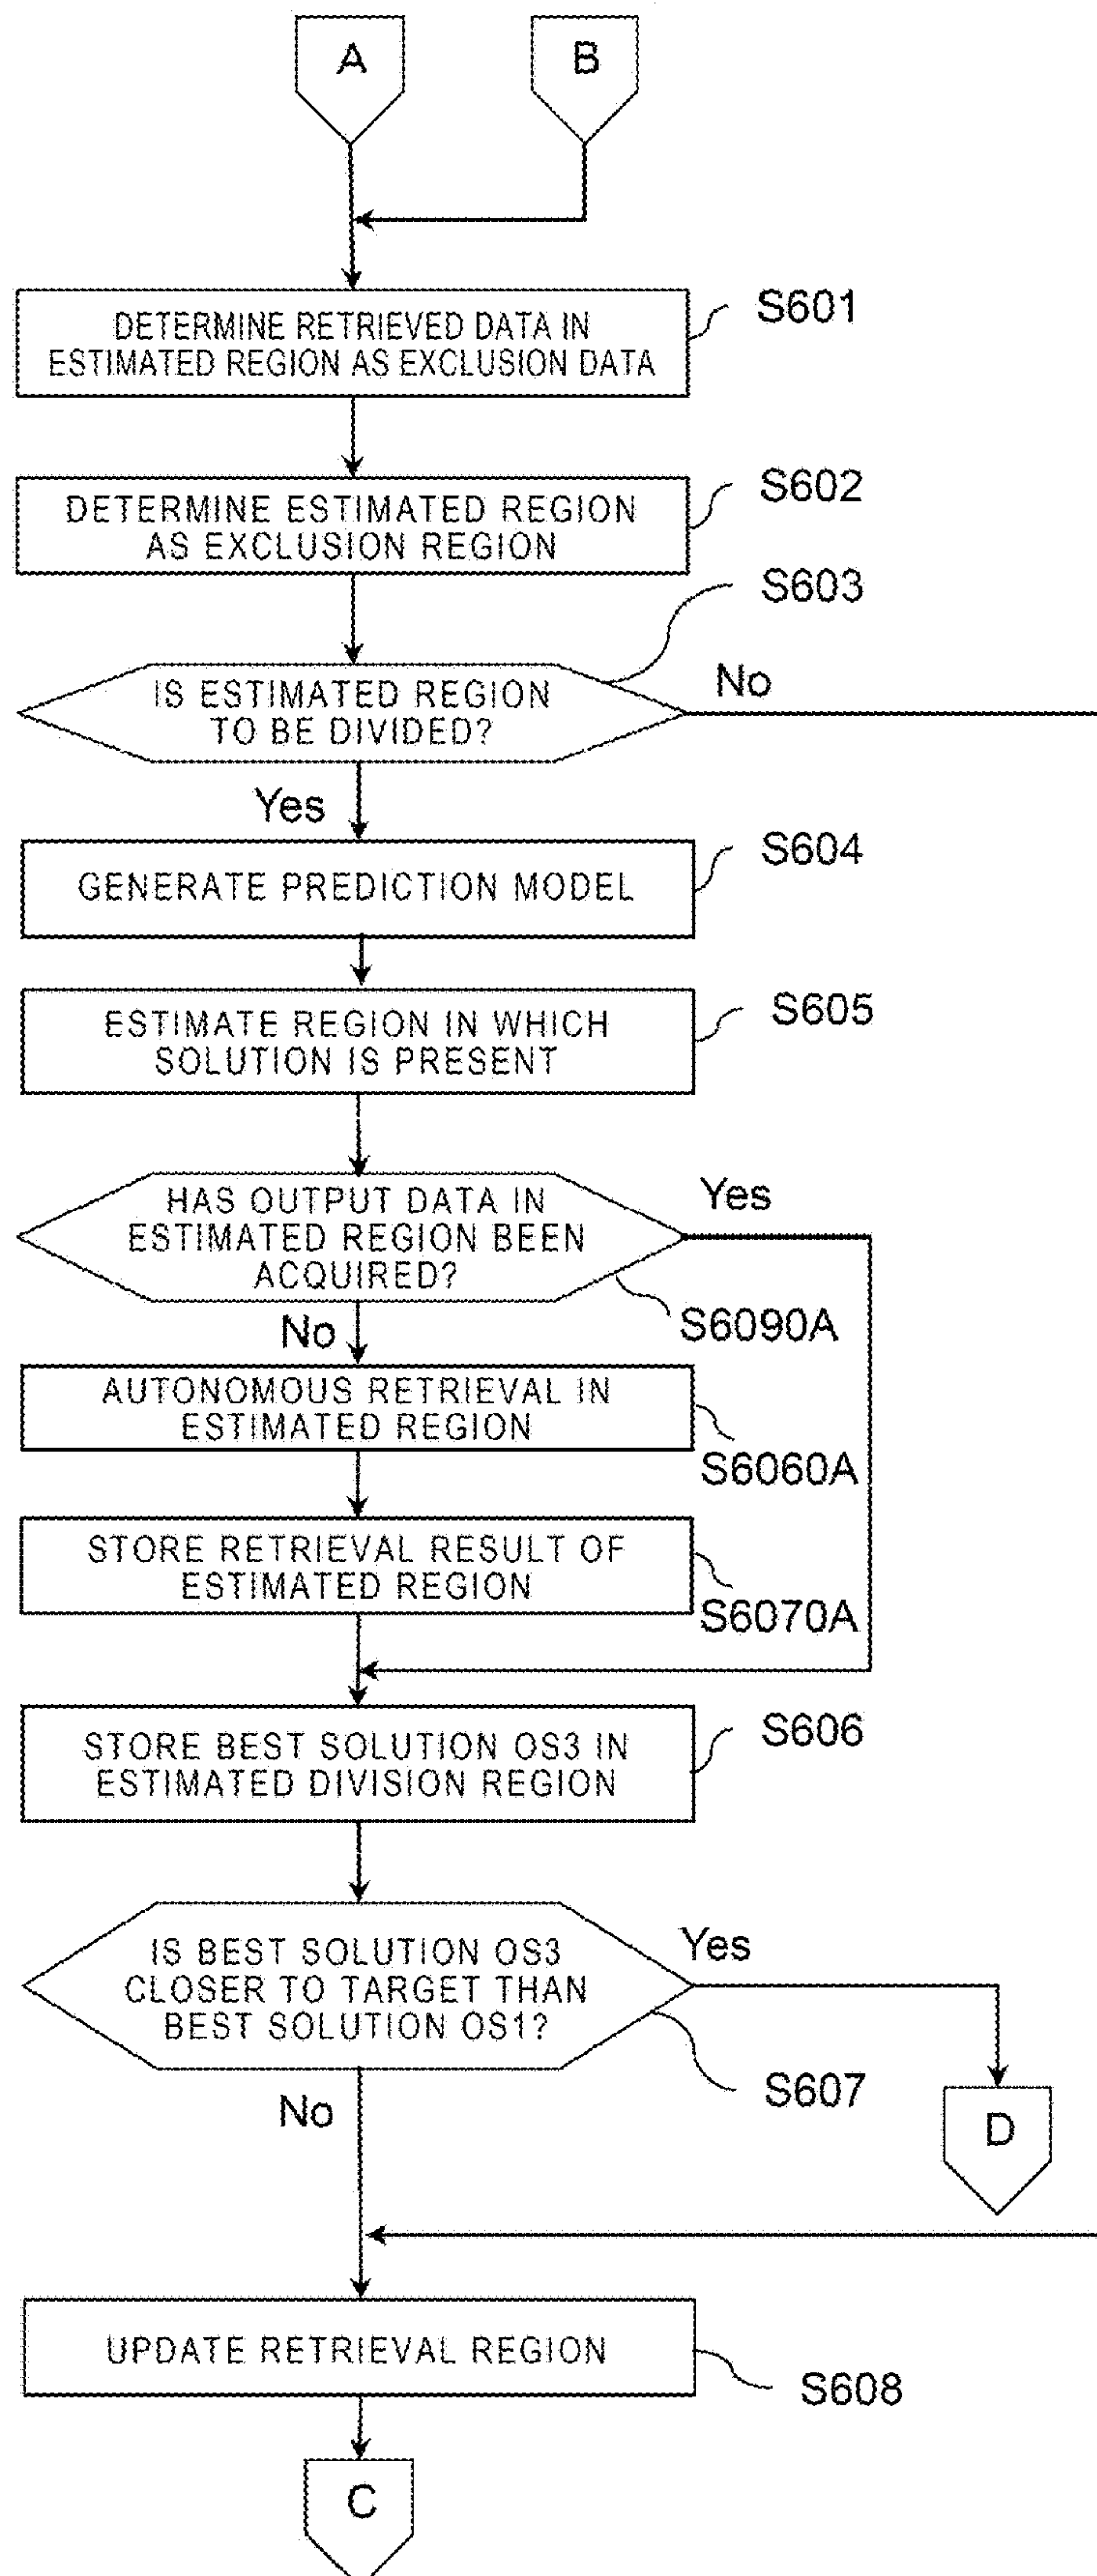 A
B
DETERMINE RETRIEVED DATA IN
ESTIMATED REGION AS EXCLUSION DATA
S601
DETERMINE ESTIMATED REGION
AS EXCLUSION REGION
S602
S603
IS ESTIMATED REGION
TO BE DIVIDED?
No
Yes
GENERATE PREDICTION MODEL
S604
ESTIMATE REGION IN WHICH
SOLUTION IS PRESENT
S605
HAS OUTPUT DATA IN
ESTIMATED REGION BEEN
ACQUIRED?
Yes
S6090A
No
AUTONOMOUS RETRIEVAL IN
ESTIMATED REGION
S6060A
STORE RETRIEVAL RESULT OF
ESTIMATED REGION
S6070A
STORE BEST SOLUTION OS3 IN
ESTIMATED DIVISION REGION
S606
IS BEST SOLUTION OS3
CLOSER TO TARGET THAN
BEST SOLUTION OS1?
Yes
S607
No
D
UPDATE RETRIEVAL REGION
S608
C